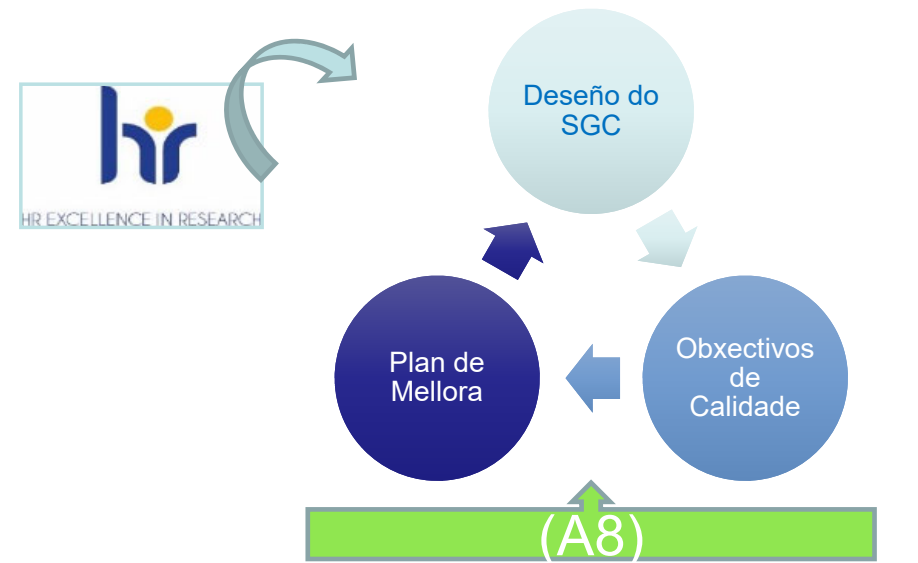 Deseño do
SGC
hr
HR EXCELLENCE IN RESEARCH
Obxectivos
de
Calidade
Plan de
Mellora
(A8)